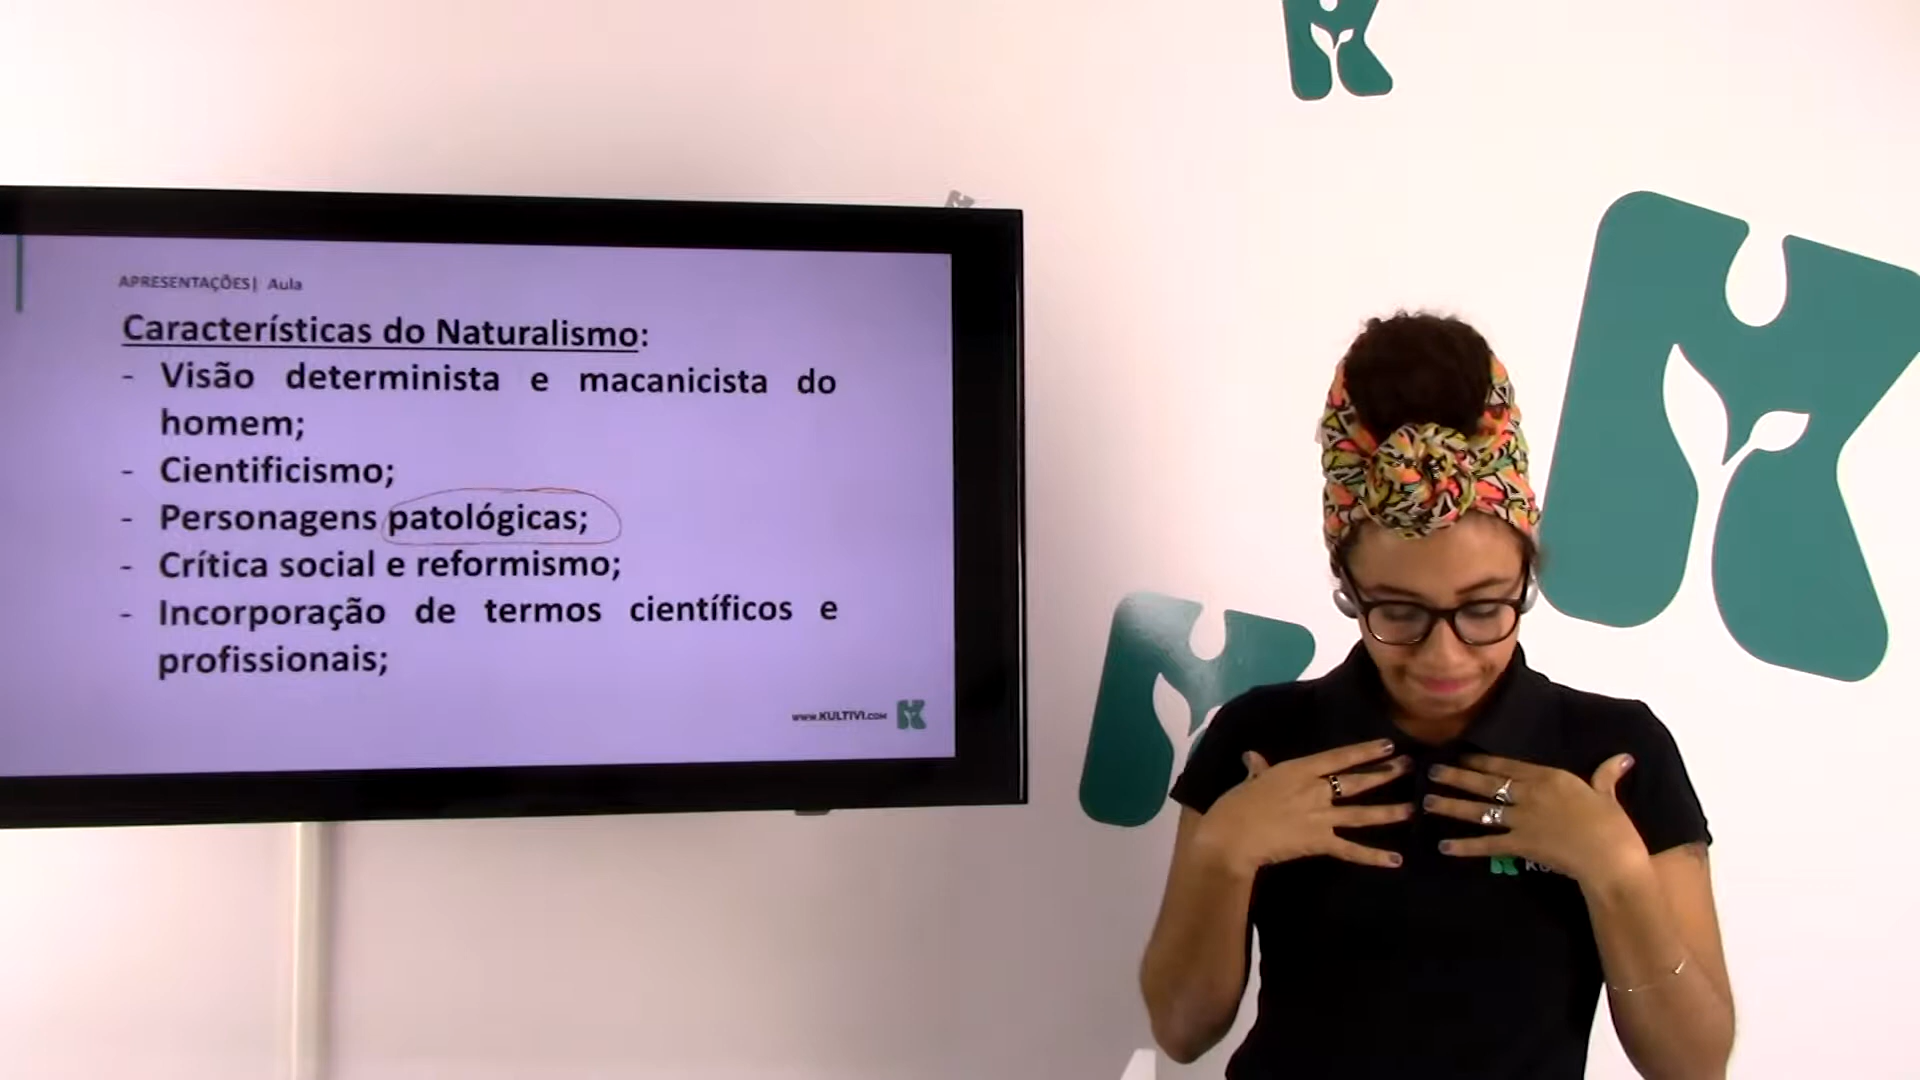 APRESENTAÇÕES| Aula
Características do Naturalismo:
- Visão determinista e macanicista do
homem;
- Cientificismo;
- Personagens patológicas;
- Crítica social e reformismo;
- Incorporação de termos científicos e
profissionais;
www.KULTIVI.com